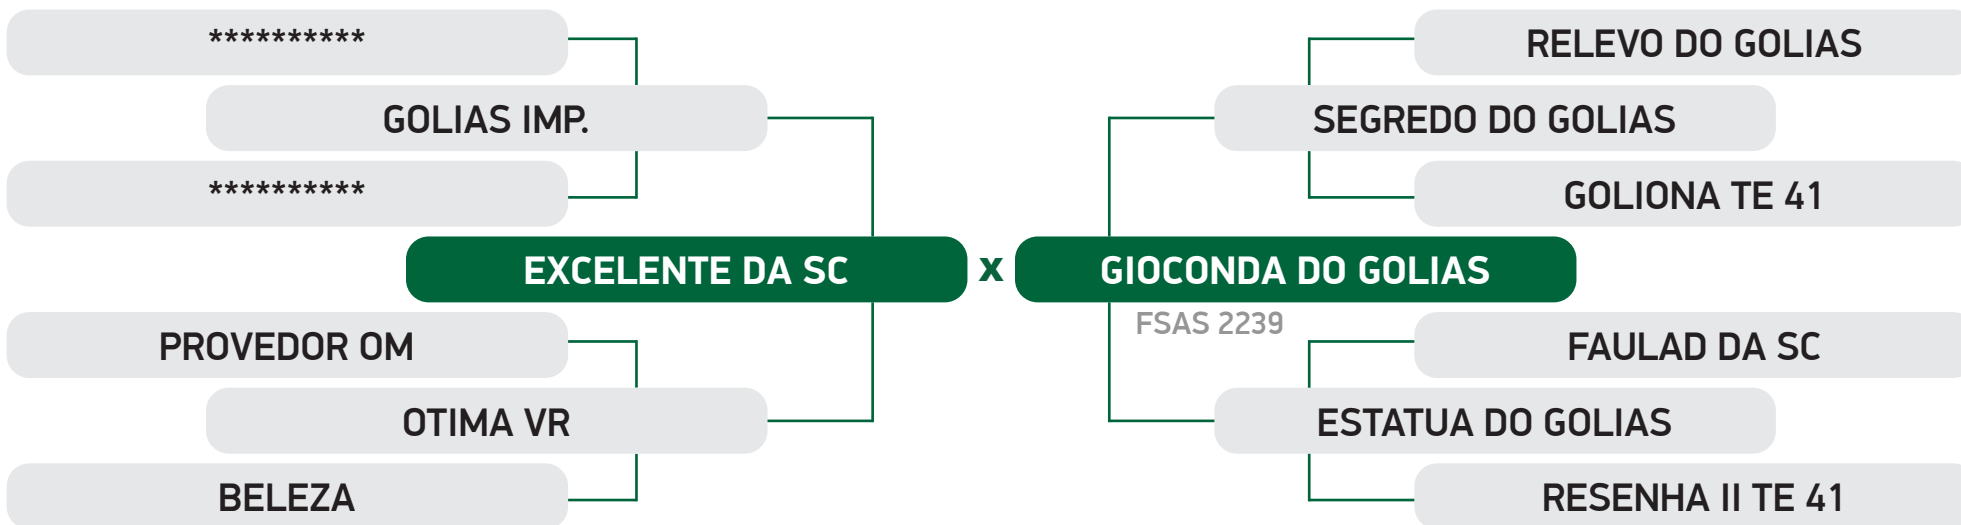 **********
RELEVO DO GOLIAS
GOLIAS IMP.
SEGREDO DO GOLIAS
**********
GOLIONA TE 41
EXCELENTE DA SC x GIOCONDA DO GOLIAS
FSAS 2239
PROVEDOR OM
FAULAD DA SC
OTIMA VR
ESTATUA DO GOLIAS
BELEZA
RESENHA II TE 41